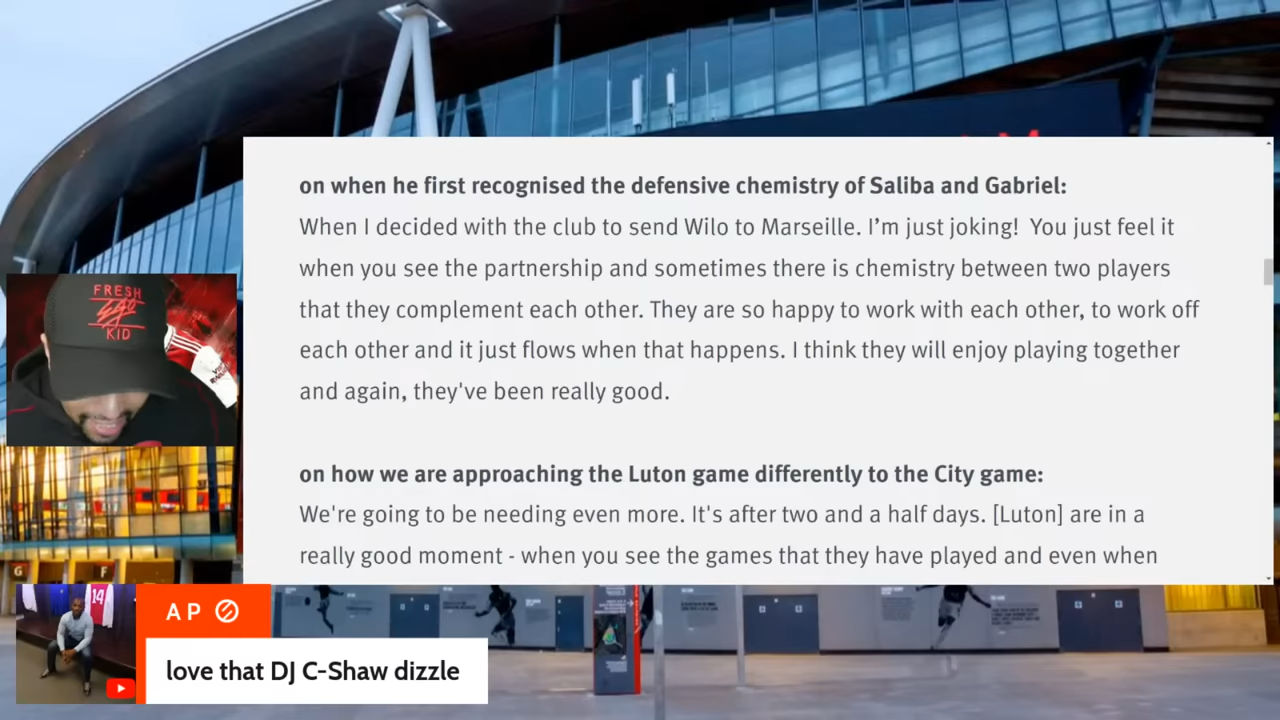 on when he first recognised the defensive chemistry of Saliba and Gabriel:
When I decided with the club to send Wilo to Marseille. I’m just joking!  You just feel it
when you see the partnership and sometimes there is chemistry between two players
that they complement each other. They are so happy to work with each other, to work off
each other and it just flows when that happens. I think they will enjoy playing together
and again, they've been really good.
on how we are approaching the Luton game differently to the City game:
We're going to be needing even more. It's after two and a half days. [Luton] are in a
really good moment - when you see the games that they have played and even when
FRESH
EGO
KID
G
F
14
A P
love that DJ C-Shaw dizzle